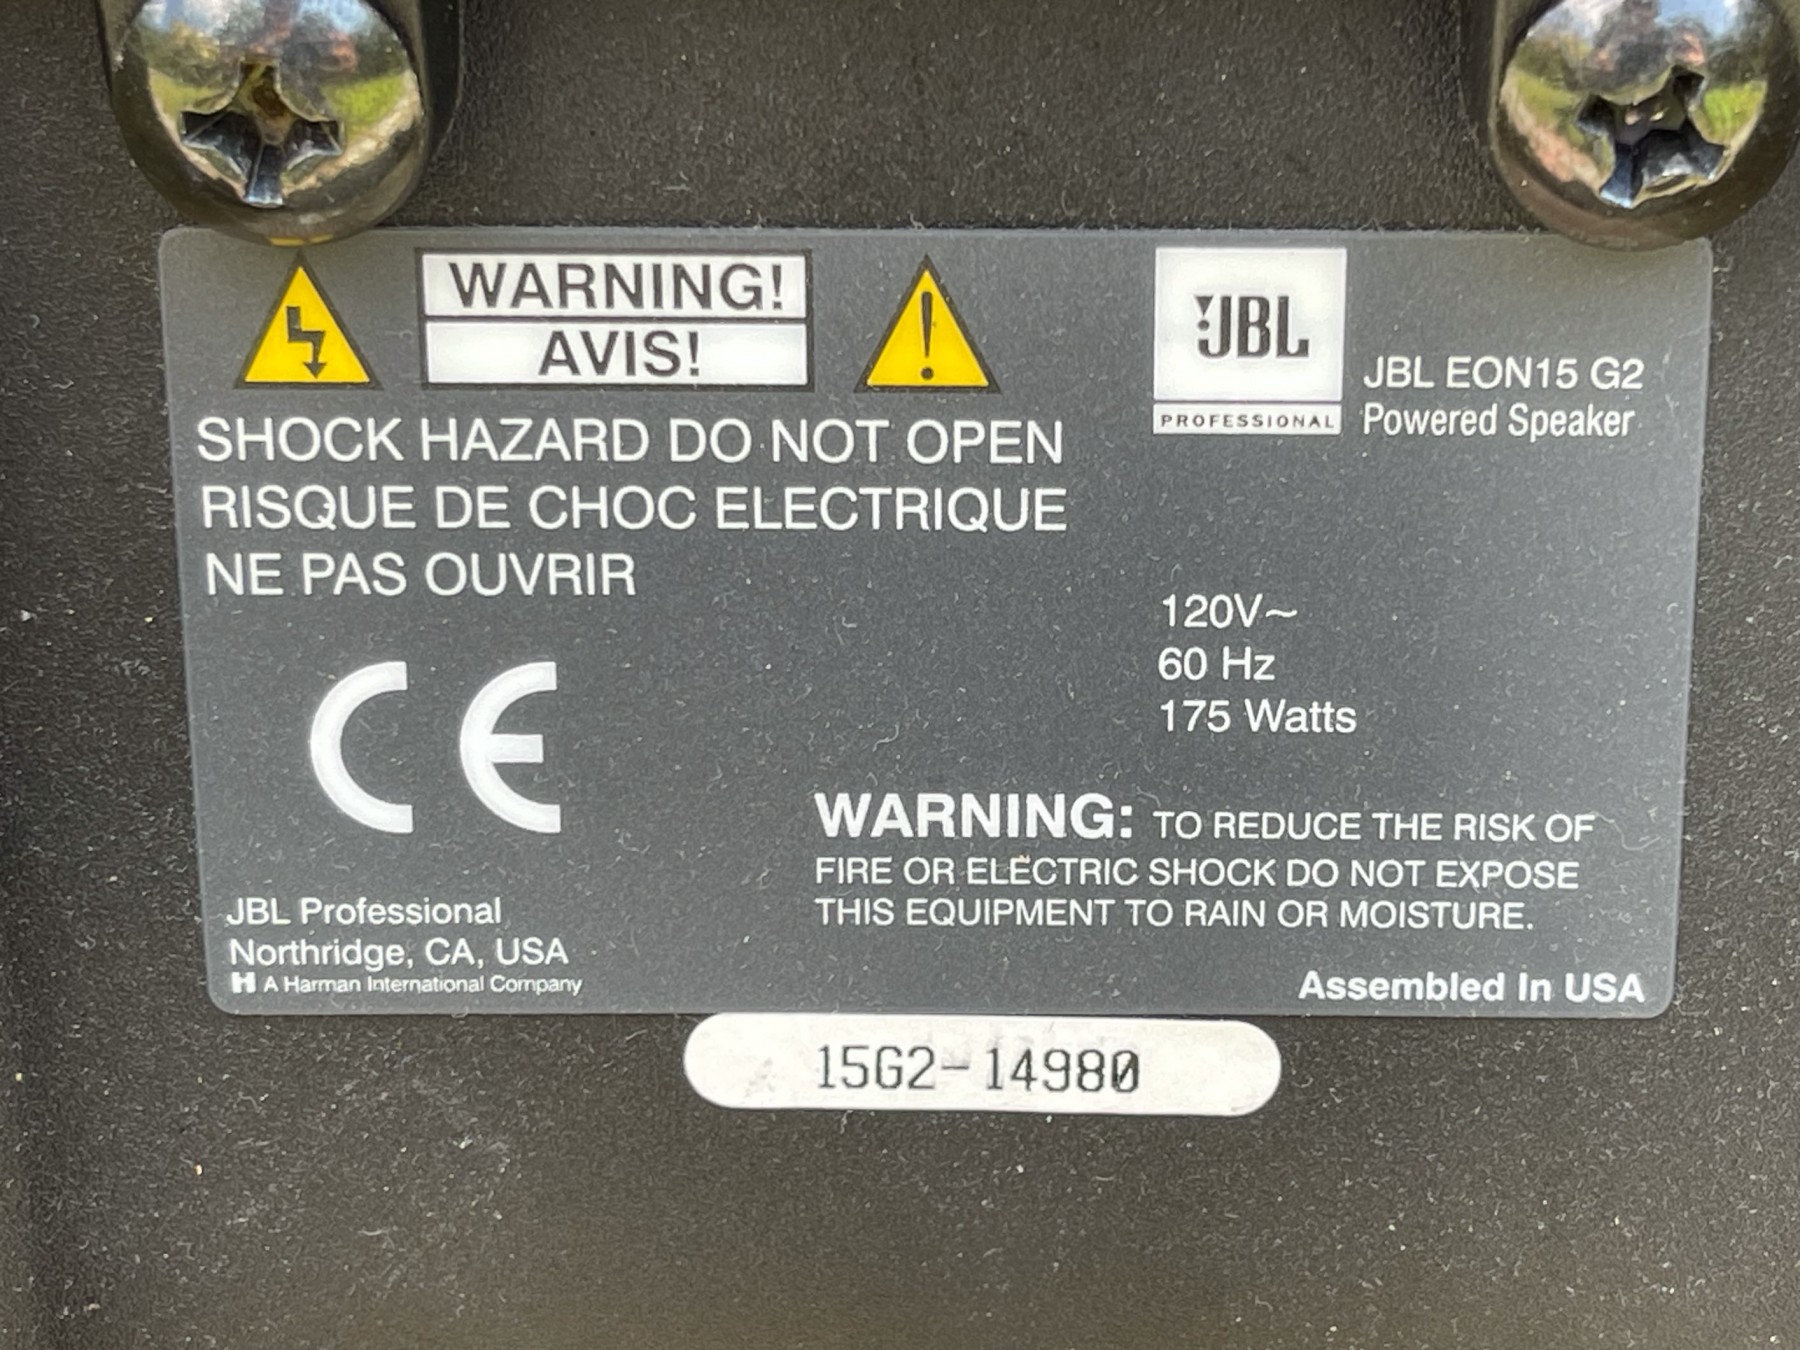 WARNING!
AVIS!
SHOCK HAZARD DO NOT OPEN
RISQUE DE CHOC ELECTRIQUE
NE PAS OUVRIR
JBL
PROFESSIONAL
JBL EON15 G2
Powered Speaker
120V~
60 Hz
175 Watts
CE
WARNING: TO REDUCE THE RISK OF
FIRE OR ELECTRIC SHOCK DO NOT EXPOSE
THIS EQUIPMENT TO RAIN OR MOISTURE.
JBL Professional
Northridge, CA, USA
H A Harman International Company
Assembled In USA
15G2-14980